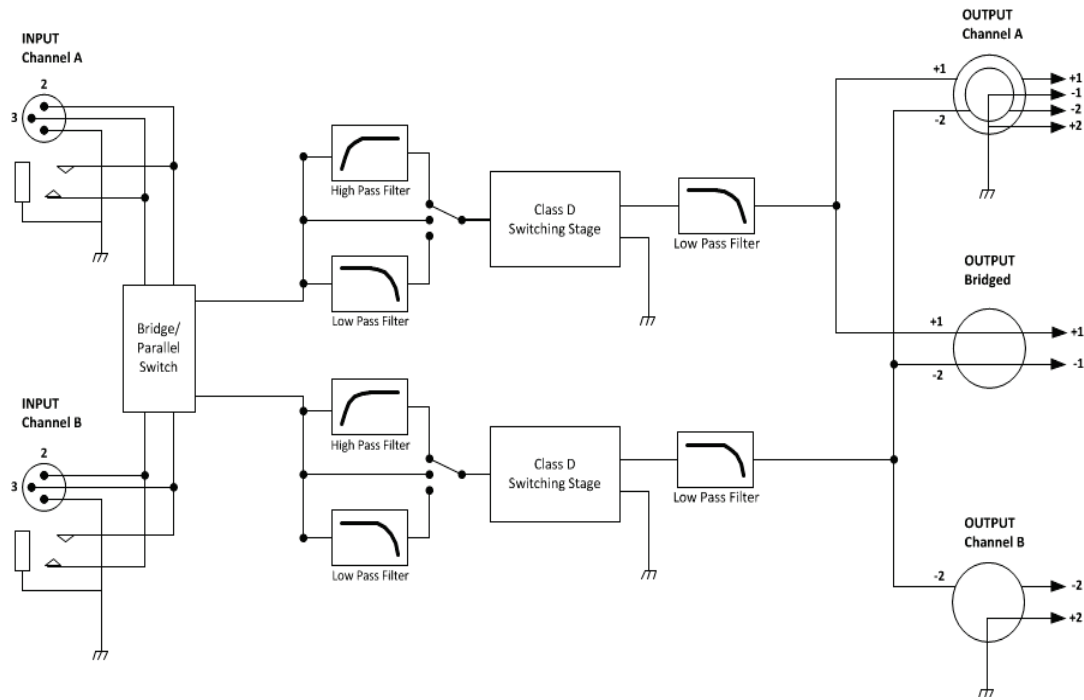 INPUT
Channel A
2
3
High Pass Filter
Low Pass Filter
Class D
Switching Stage
Low Pass Filter
OUTPUT
Channel A
+1
-2
+1
-1
-2
+2
Bridge/
Parallel
Switch
OUTPUT
Bridged
+1
-2
+1
-1
INPUT
Channel B
2
3
High Pass Filter
Low Pass Filter
Class D
Switching Stage
Low Pass Filter
OUTPUT
Channel B
-2
-2
+2